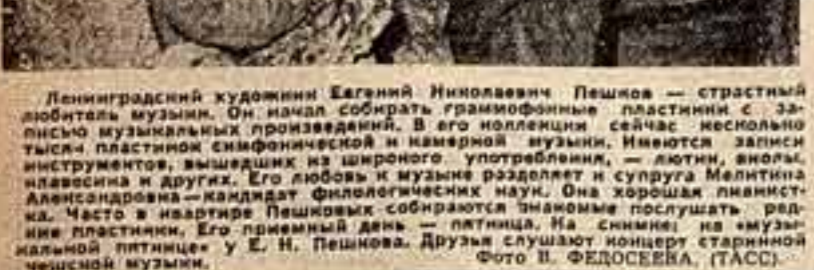 Ленинградский художник Евгений Николаевич Пешков — страстный
любитель музыки. Он начал собирать граммофонные пластинки с за-
писью музыкальных произведений. В его коллекции сейчас несколько
тысяч пластинок симфонической и камерной музыки. Имеются записи
инструментов, вышедших из широкого употребления, — лютни, виолы,
клавесина и других. Его любовь к музыке разделяет и супруга Мелитина
Александровна — кандидат филологических наук. Она хорошая пианист-
ка. Часто в квартире Пешковых собираются знакомые послушать ред-
кие пластинки. Его приемный день — пятница. На снимке: на «музы-
кальной пятнице» у Е. Н. Пешкова. Друзья слушают концерт старинной
чешской музыки.
Фото В. ФЕДОСЕЕВА. (ТАСС).